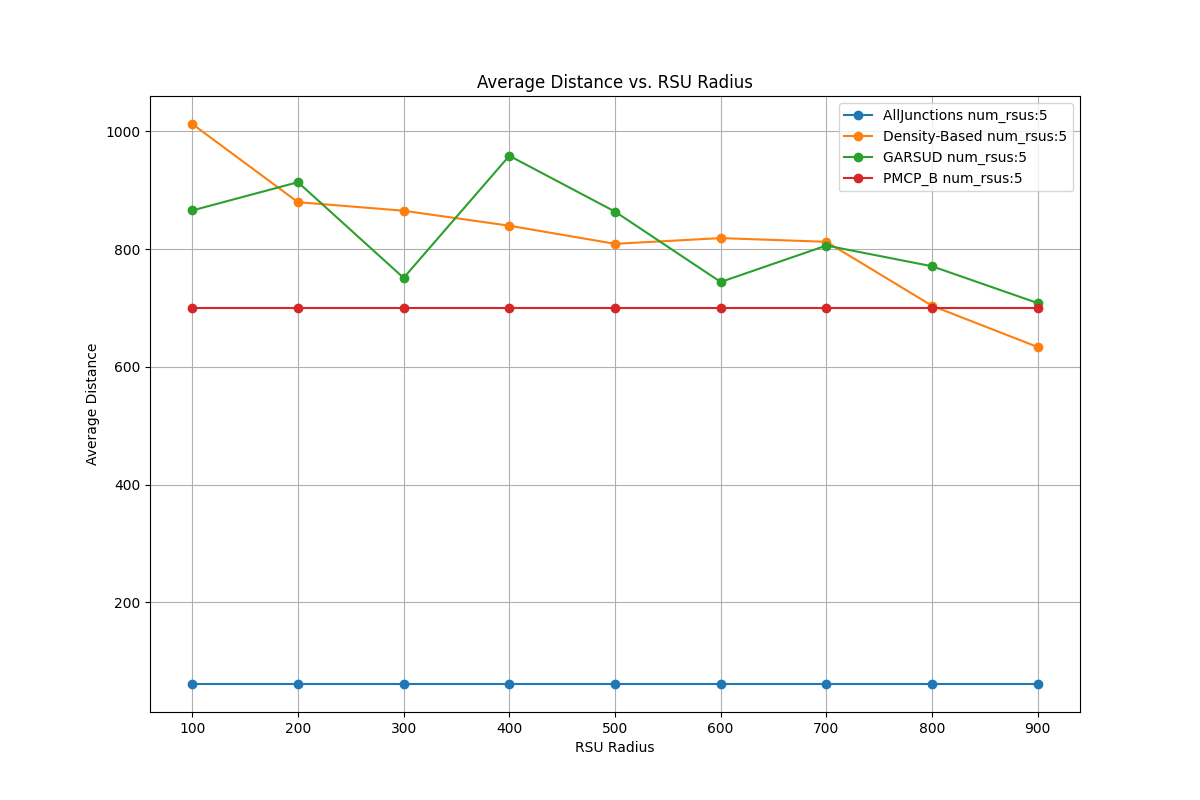 Average Distance vs. RSU Radius
AllJunctions num_rsus:5
Density-Based num_rsus:5
GARSUD num_rsus:5
PMCP_B num_rsus:5
Average Distance
1000
800
600
400
200
100 200 300 400 500 600 700 800 900
RSU Radius